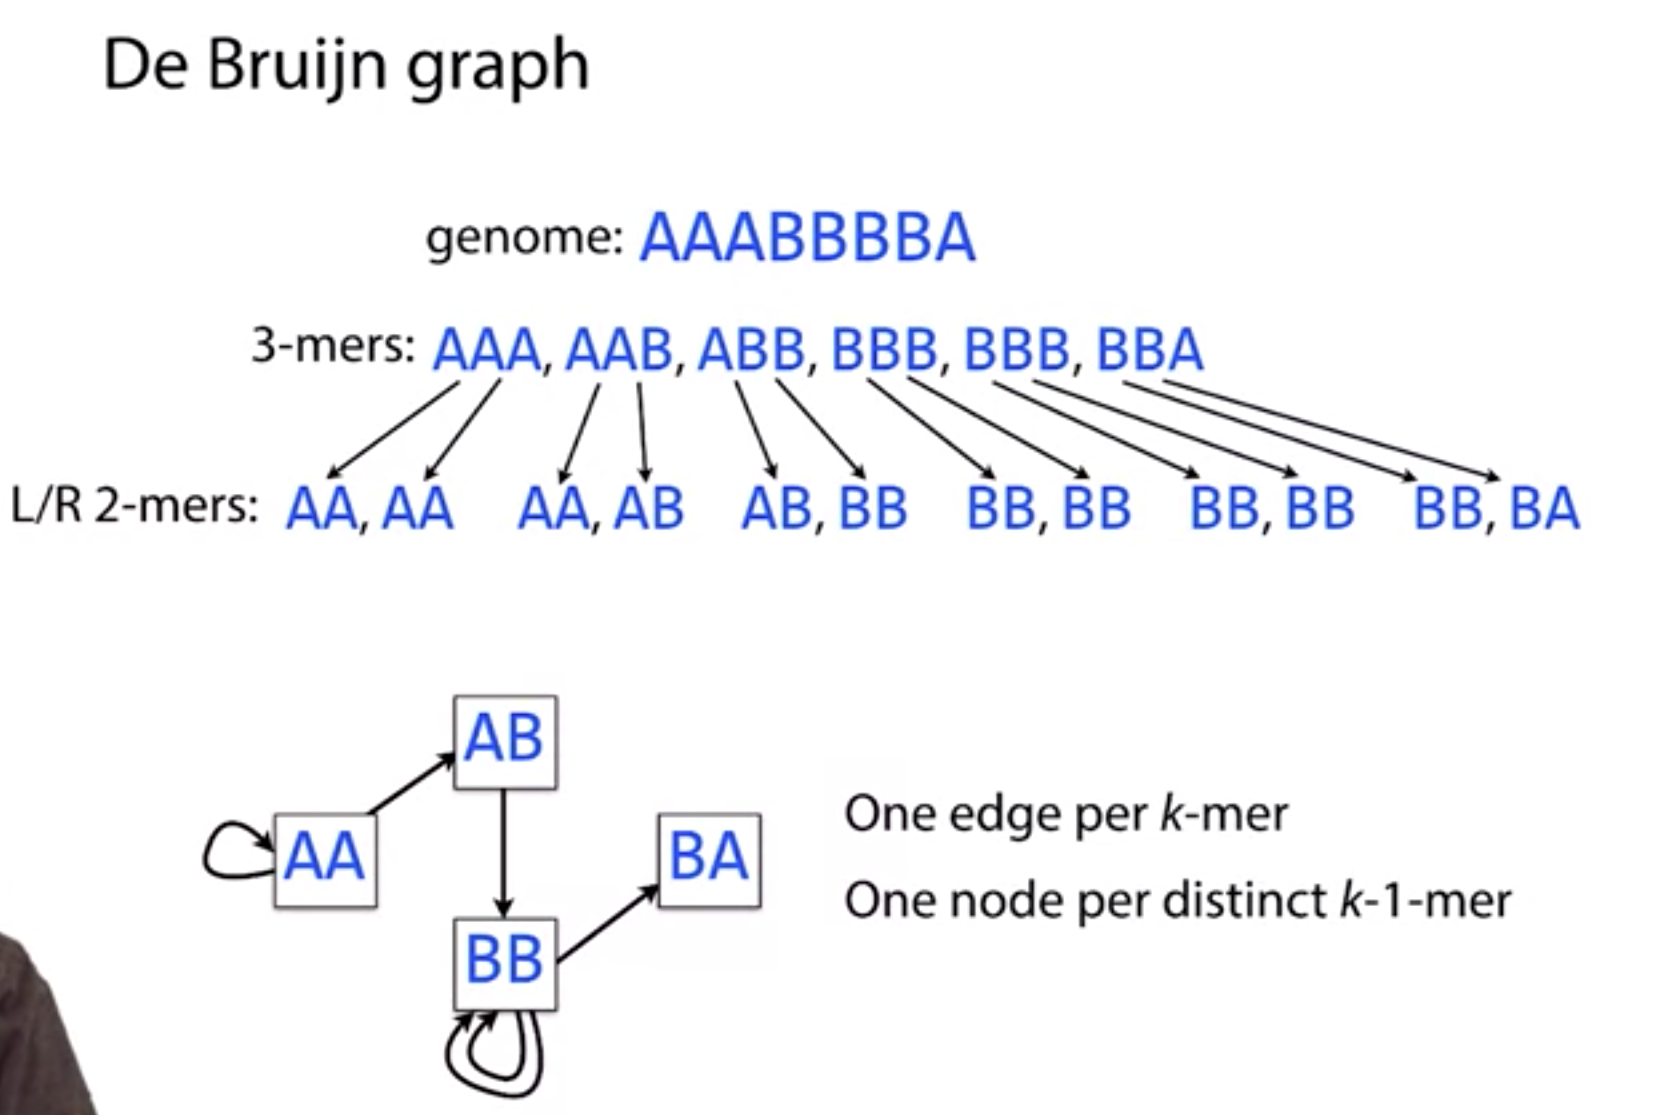 De Bruijn graph
genome: AAABBBBA
3-mers: AAA, AAB, ABB, BBB, BBB, BBA
L/R 2-mers: AA, AA AA, AB AB, BB BB, BB BB, BB BB, BA
AB
AA
BA
BB
One edge per k-mer
One node per distinct k-1-mer